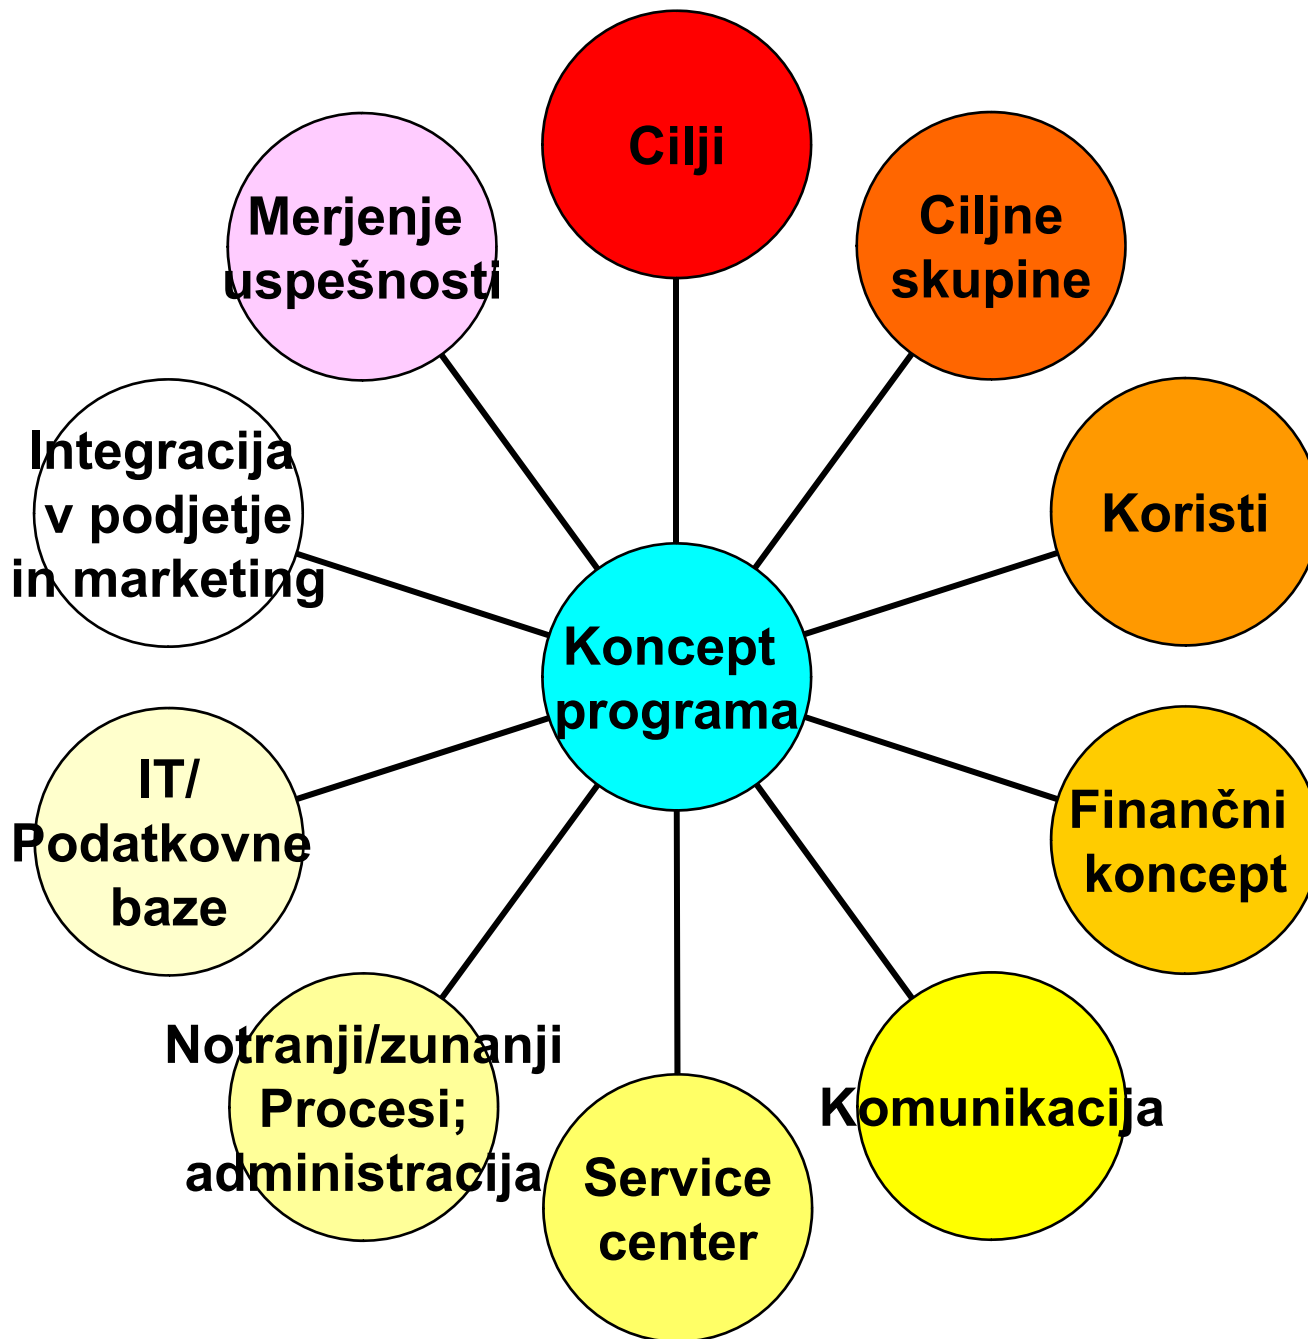 Cilji
Ciljne
skupine
Koristi
Finančni
koncept
Komunikacija
Service
center
Notranji/zunanji
Procesi;
administracija
IT/
Podatkovne
baze
Integracija
v podjetje
in marketing
Merjenje
uspešnosti
Koncept
programa